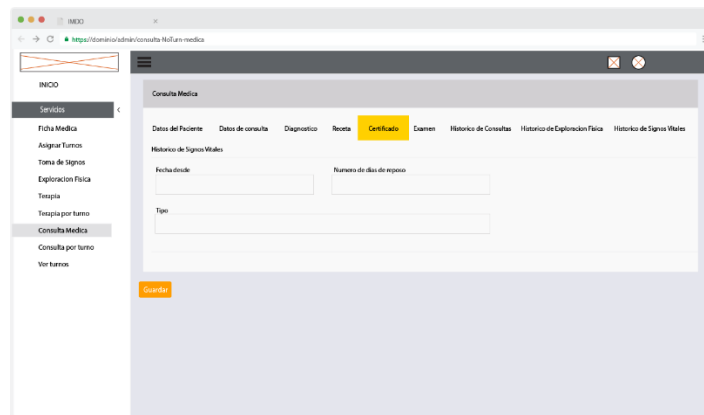 IMDO
https://dominio/admin/consulta-NoTurn-medica
INICIO
Servicios
Ficha Medica
Asignar Turnos
Toma de Signos
Exploracion Fisica
Terapia
Terapia por turno
Consulta Medica
Consulta por turno
Ver turnos
Consulta Medica
Datos del Paciente Datos de consulta Diagnostico Receta Certificado Examen Historico de Consultas Historico de Exploracion Fisica Historico de Signos Vitales
Historico de Signos Vitales
Fecha desde Numero de dias de reposo
Tipo
Guardar